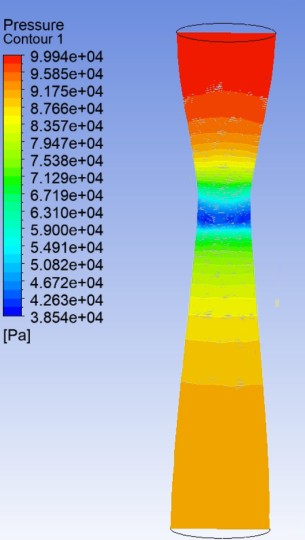 Pressure
Contour 1
9.994e+04
9.585e+04
9.175e+04
8.766e+04
8.357e+04
7.947e+04
7.538e+04
7.129e+04
6.719e+04
6.310e+04
5.900e+04
5.491e+04
5.082e+04
4.672e+04
4.263e+04
3.854e+04
[Pa]